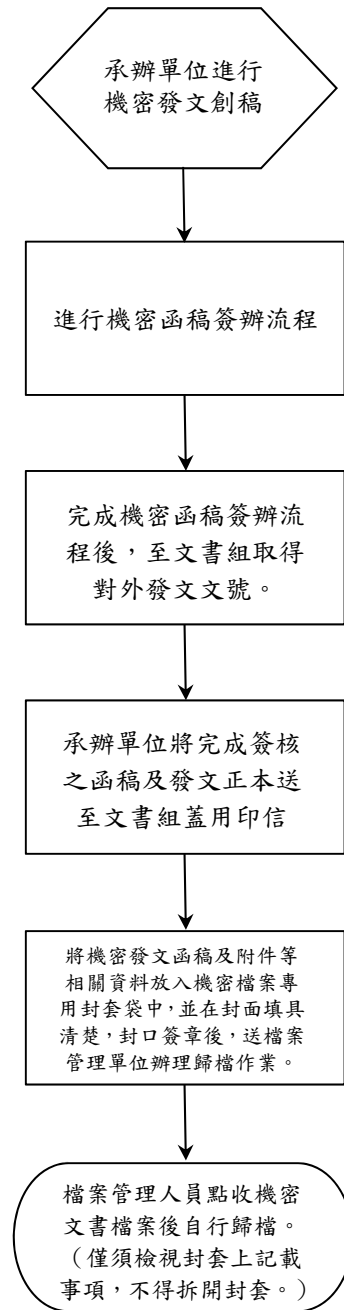 承辦單位進行
機密發文創稿
進行機密函稿簽辦流程
完成機密函稿簽辦流
程後，至文書組取得
對外發文文號。
承辦單位將完成簽核
之函稿及發文正本送
至文書組蓋用印信
將機密發文函稿及附件等
相關資料放入機密檔案專
用封套袋中，並在封面填具
清楚，封口簽章後，送檔案
管理單位辦理歸檔作業。
檔案管理人員點收機密
文書檔案後自行歸檔。
（僅須檢視封套上記載
事項，不得拆開封套。）